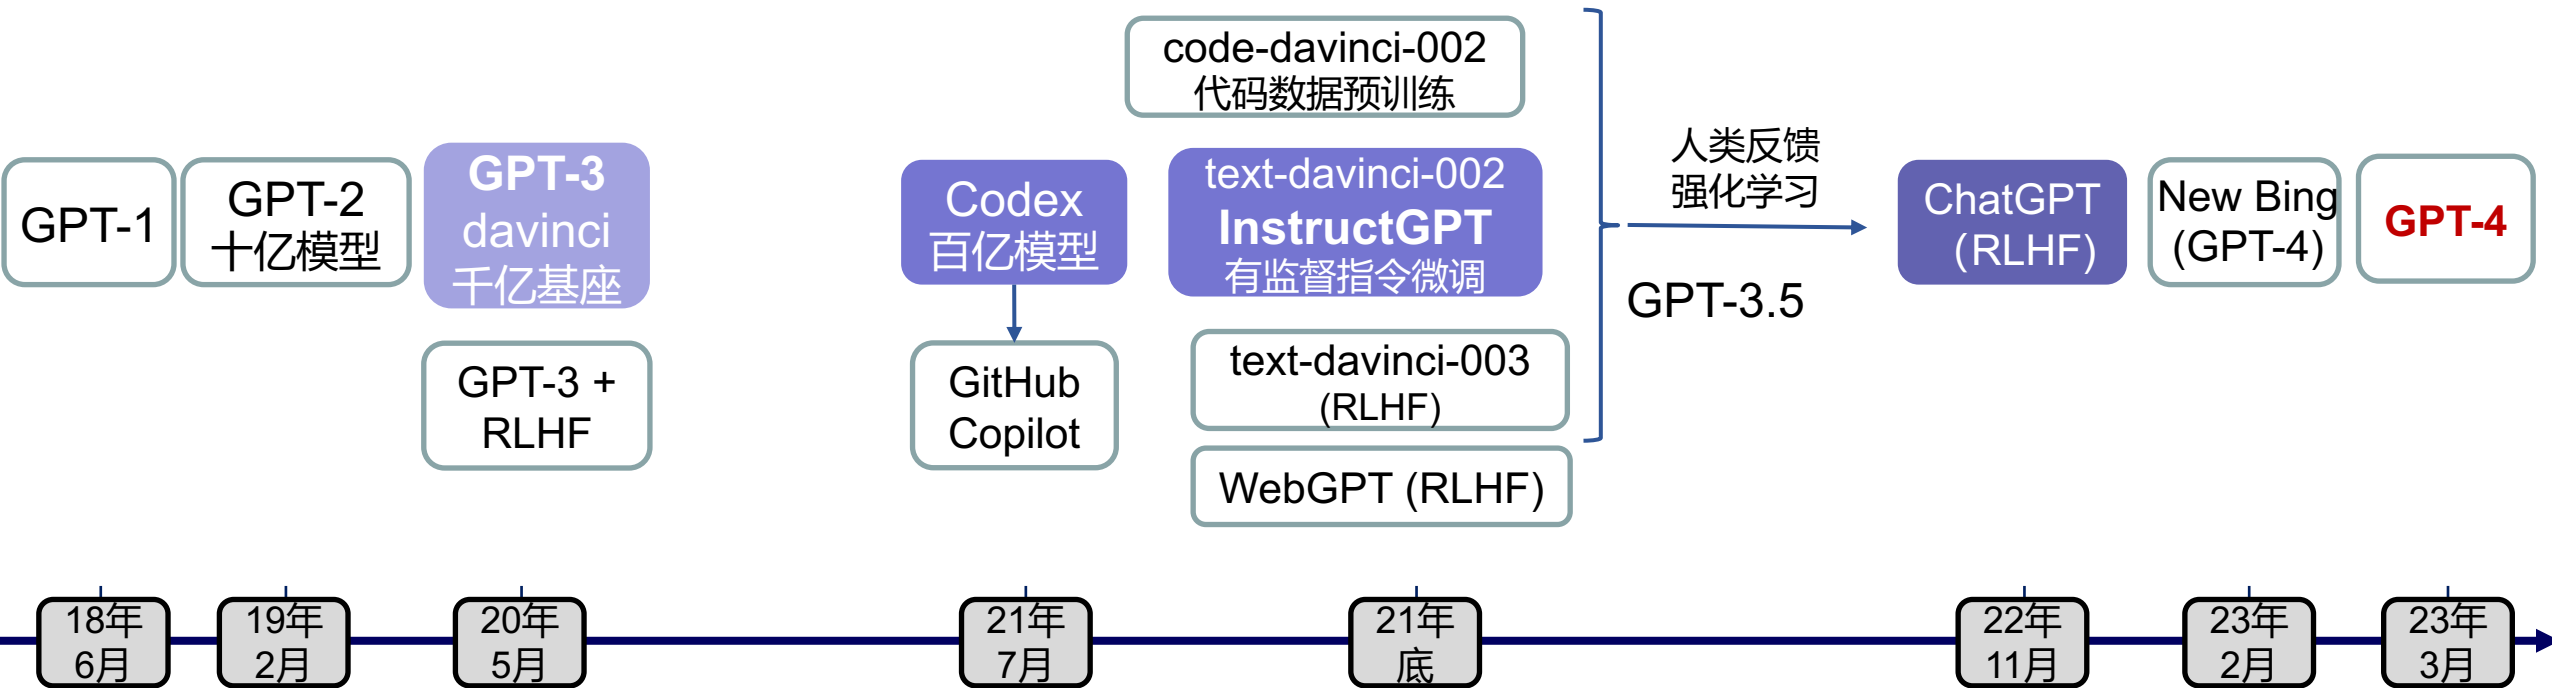 GPT-1
GPT-2
十亿模型
GPT-3
davinci
千亿基座
GPT-3 +
RLHF
Codex
百亿模型
GitHub
Copilot
code-davinci-002
代码数据预训练
text-davinci-002
InstructGPT
有监督指令微调
text-davinci-003
(RLHF)
WebGPT (RLHF)
人类反馈
强化学习
GPT-3.5
ChatGPT
(RLHF)
New Bing
(GPT-4)
GPT-4
18年
6月
19年
2月
20年
5月
21年
7月
21年
底
22年
11月
23年
2月
23年
3月